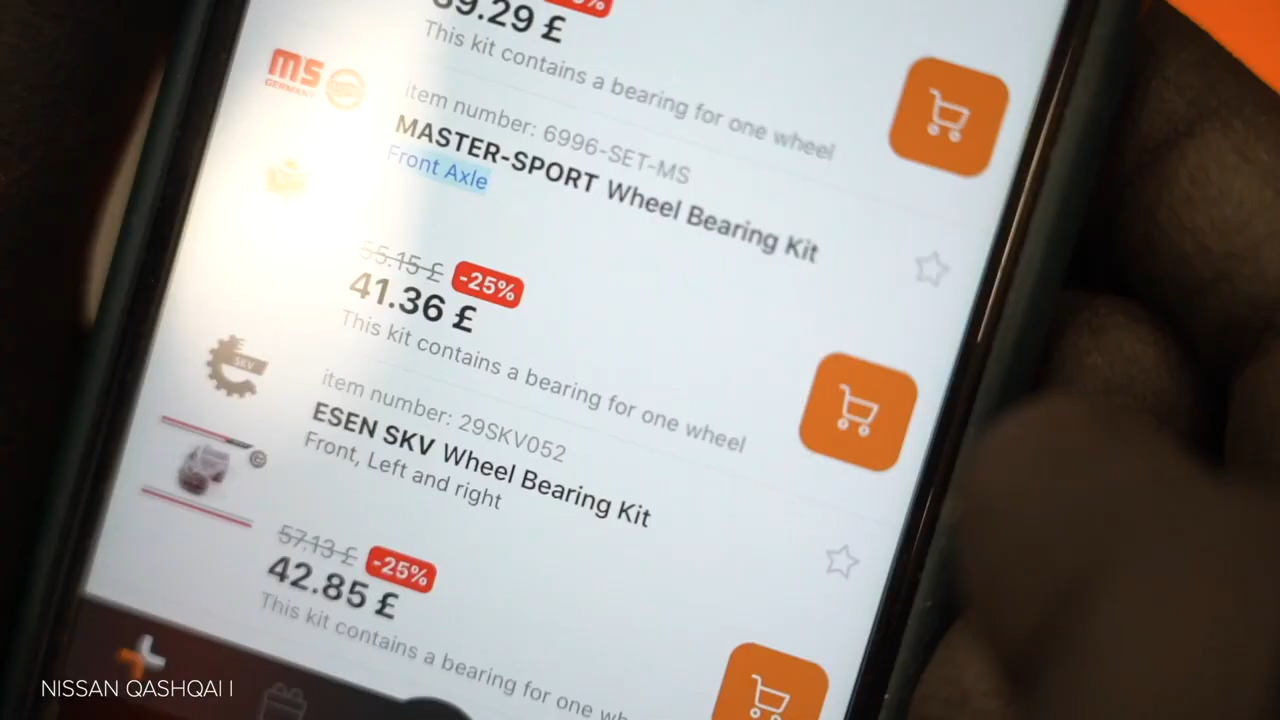 9.29 £
This kit contains a bearing for one wheel
MS
GERMANY
item number: 6996-SET-MS
MASTER-SPORT Wheel Bearing Kit
Front Axle
55.15 £ -25%
41.36 £
This kit contains a bearing for one wheel
SKV
item number: 29SKV052
ESEN SKV Wheel Bearing Kit
Front, Left and right
57.13 £ -25%
42.85 £
This kit contains a bearing for one
NISSAN QASHQAI I